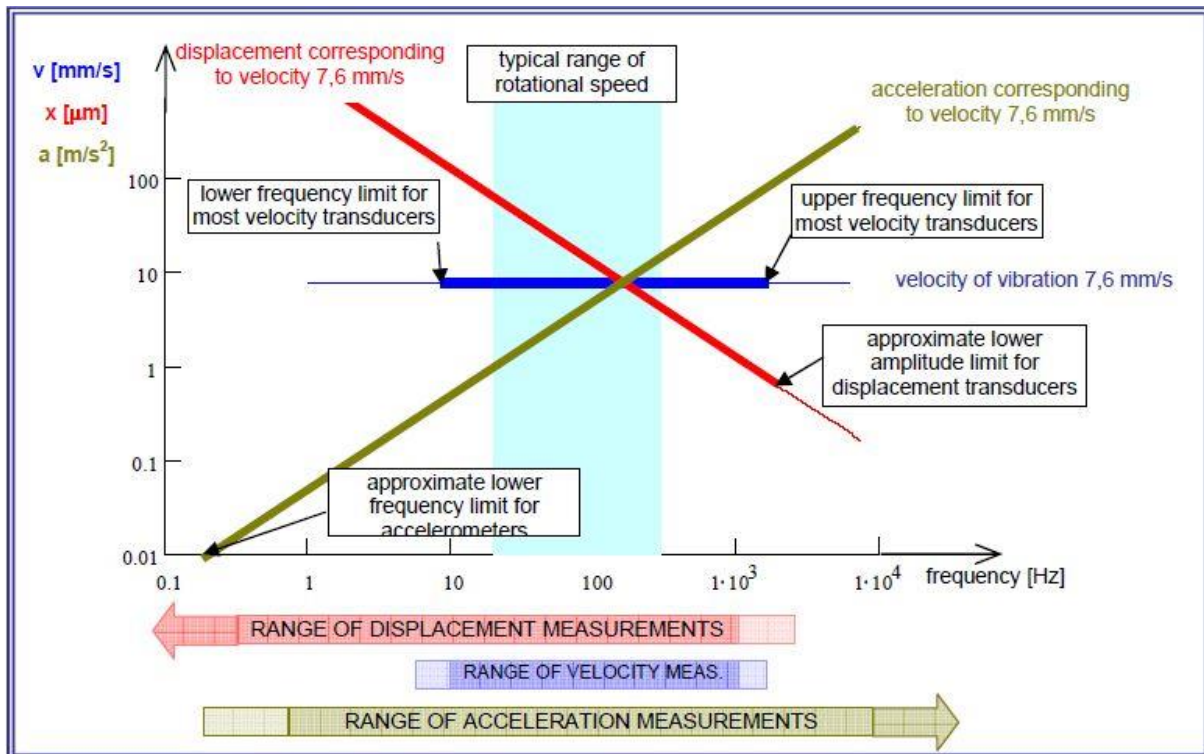 displacement corresponding
to velocity 7,6 mm/s
typical range of
rotational speed
v [mm/s]
x [μm]
a [m/s²]
acceleration corresponding
to velocity 7,6 mm/s
lower frequency limit for
most velocity transducers
upper frequency limit for
most velocity transducers
velocity of vibration 7,6 mm/s
approximate lower
amplitude limit for
displacement transducers
approximate lower
frequency limit for
accelerometers
100
10
1
0.1
0.01
0.1
1
10
100
1·10³
1·10⁴
frequency [Hz]
RANGE OF DISPLACEMENT MEASUREMENTS
RANGE OF VELOCITY MEAS.
RANGE OF ACCELERATION MEASUREMENTS